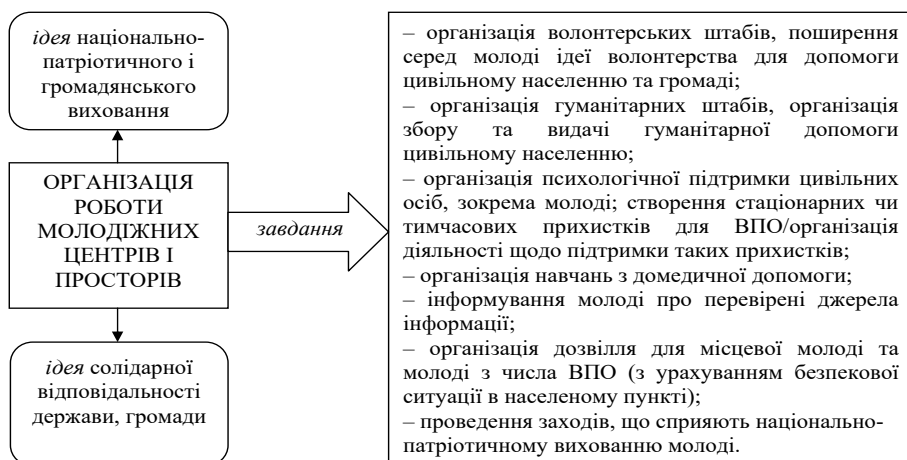 ідея національно-
патріотичного і
громадянського
виховання
ОРГАНІЗАЦІЯ
РОБОТИ
МОЛОДІЖНИХ
ЦЕНТРІВ І
ПРОСТОРІВ
ідея солідарної
відповідальності
держави, громади
завдання
– організація волонтерських штабів, поширення
серед молоді ідеї волонтерства для допомоги
цивільному населенню та громаді;
– організація гуманітарних штабів, організація
збору та видачі гуманітарної допомоги
цивільному населенню;
– організація психологічної підтримки цивільних
осіб, зокрема молоді; створення стаціонарних чи
тимчасових прихистків для ВПО/організація
діяльності щодо підтримки таких прихистків;
– організація навчань з домедичної допомоги;
– інформування молоді про перевірені джерела
інформації;
– організація дозвілля для місцевої молоді та
молоді з числа ВПО (з урахуванням безпекової
ситуації в населеному пункті);
– проведення заходів, що сприяють національно-
патріотичному вихованню молоді.